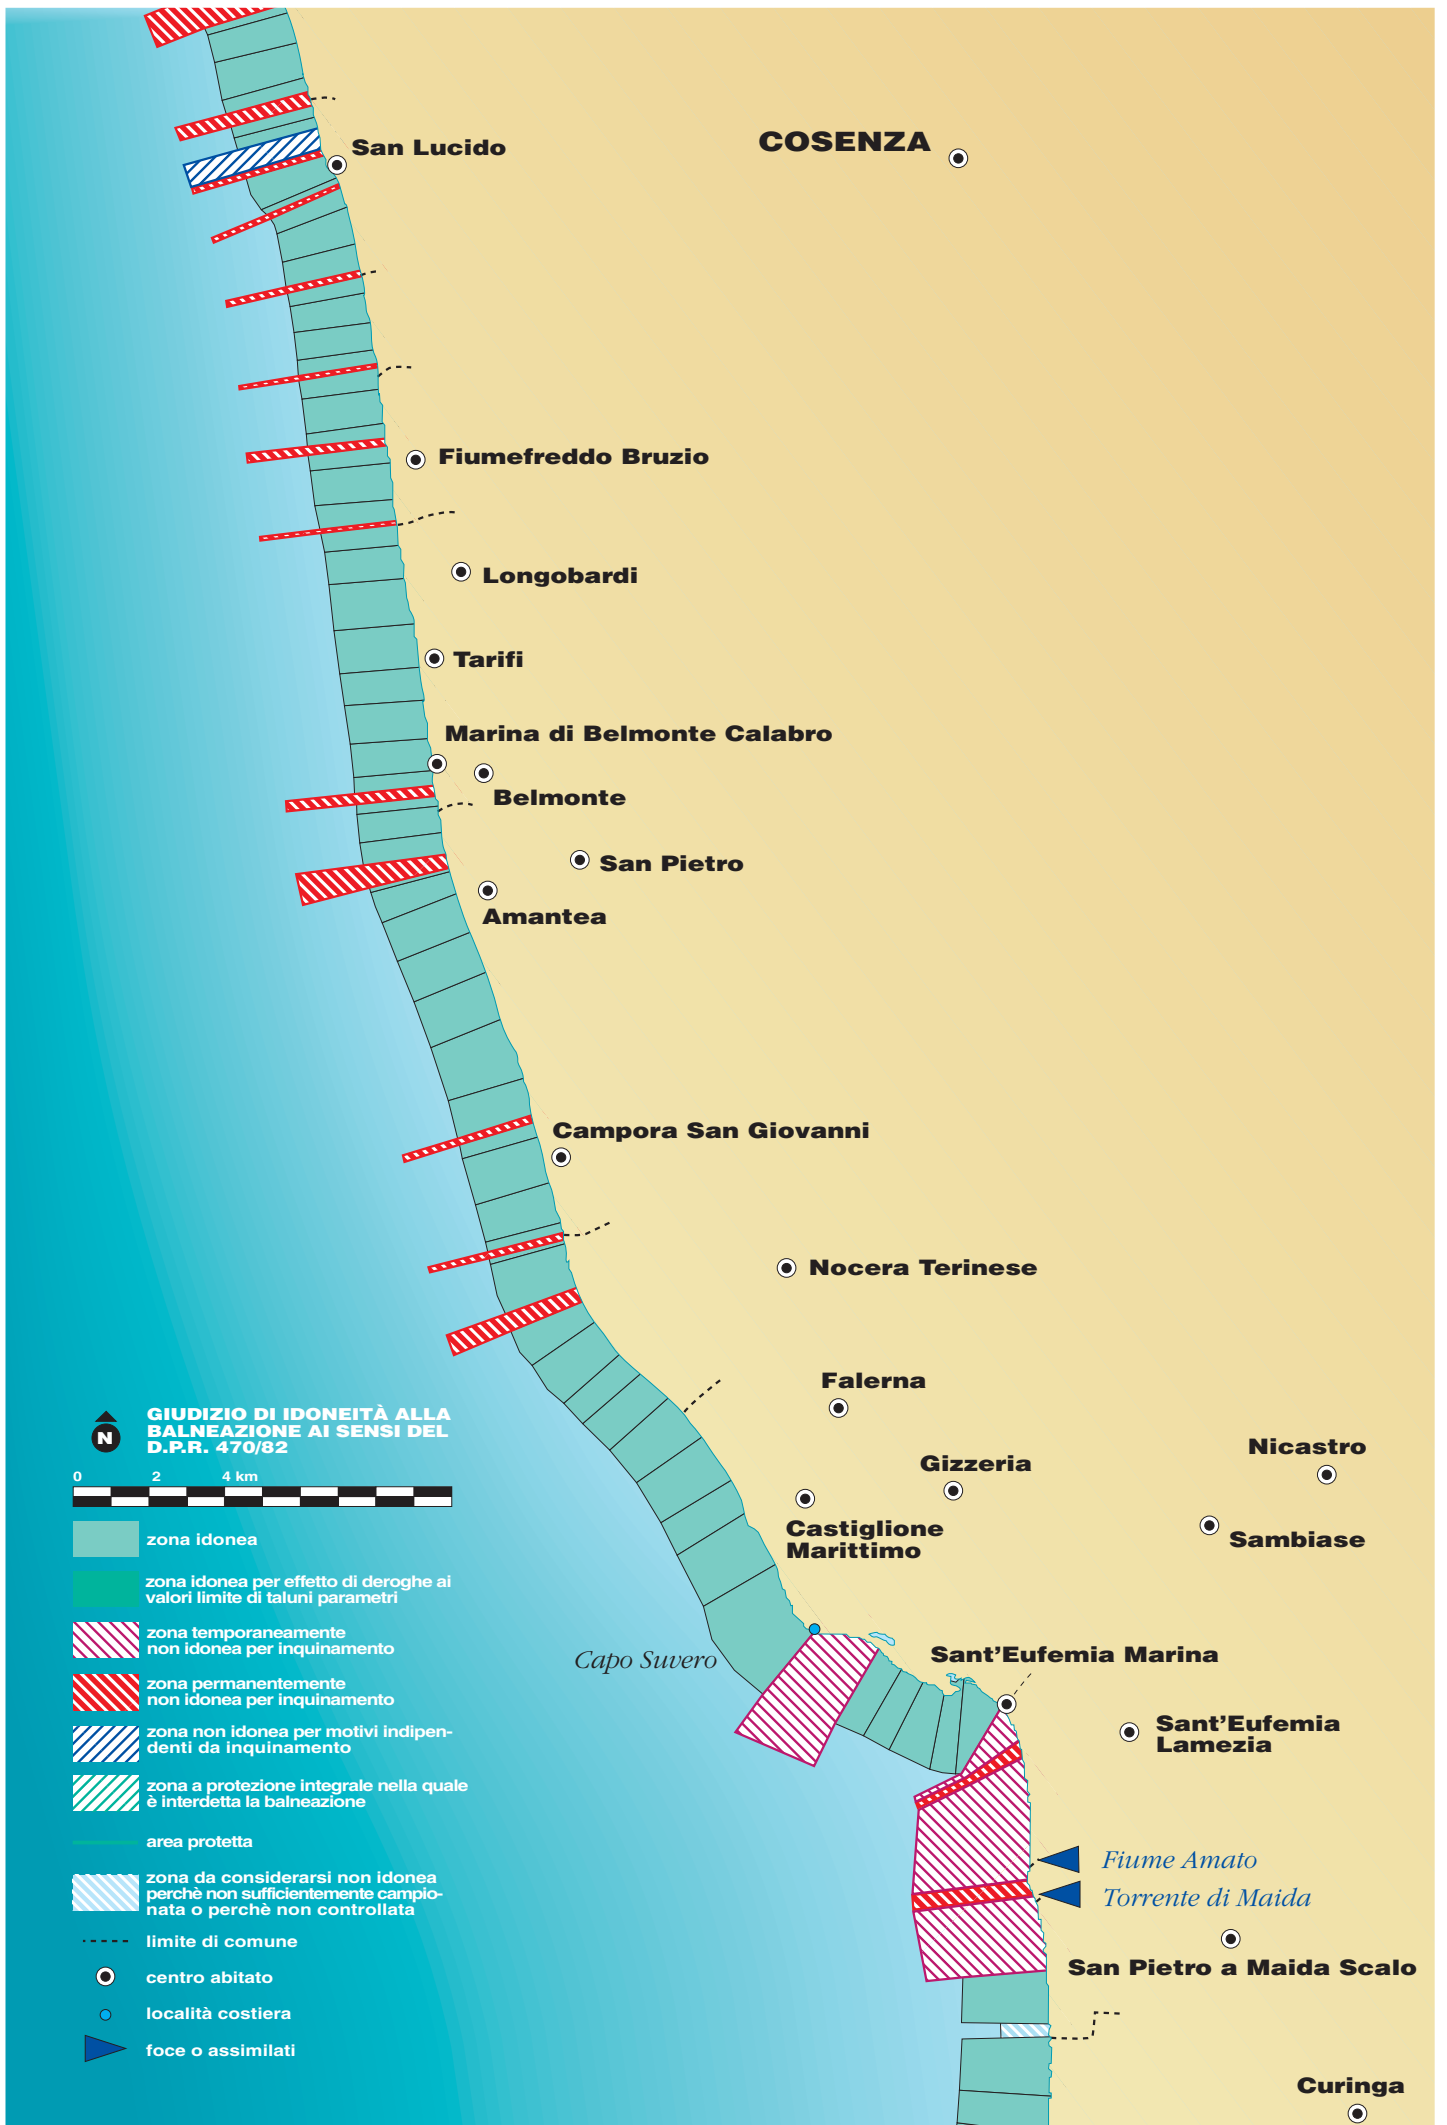 COSENZA
San Lucido
Fiumefreddo Bruzio
Longobardi
Tarifi
Marina di Belmonte Calabro
Belmonte
San Pietro
Amantea
Campora San Giovanni
Nocera Terinese
Falerna
Nicastro
Gizzeria
Castiglione
Marittimo
Sambiase
Capo Suvero
Sant'Eufemia Marina
Sant'Eufemia
Lamezia
Fiume Amato
Torrente di Maida
San Pietro a Maida Scalo
Curinga
N
GIUDIZIO DI IDONEITÀ ALLA
BALNEAZIONE AI SENSI DEL
D.P.R. 470/82
0 2 4 km
zona idonea
zona idonea per effetto di deroghe ai
valori limite di taluni parametri
zona temporaneamente
non idonea per inquinamento
zona permanentemente
non idonea per inquinamento
zona non idonea per motivi indipen-
denti da inquinamento
zona a protezione integrale nella quale
è interdetta la balneazione
area protetta
zona da considerarsi non idonea
perchè non sufficientemente campio-
nata o perchè non controllata
limite di comune
centro abitato
località costiera
foce o assimilati